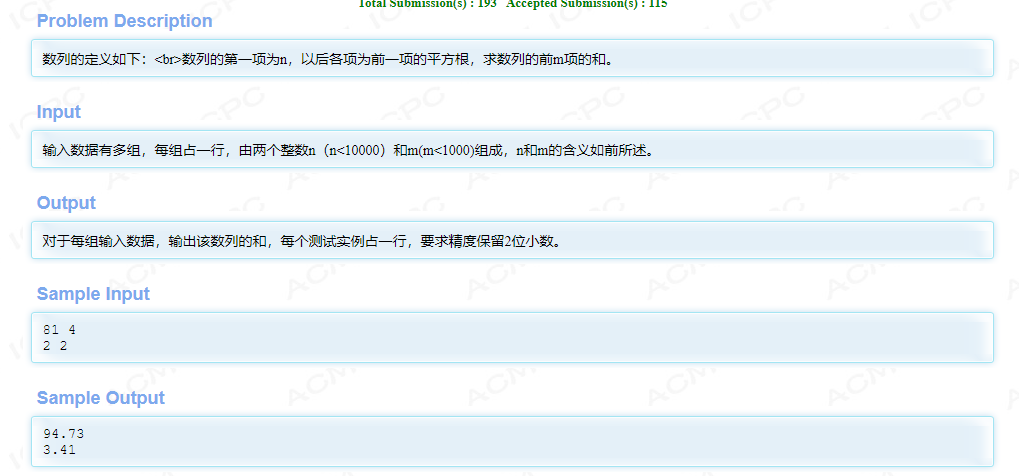 Total Submission(s) : 193 Accepted Submission(s) : 115
Problem Description
数列的定义如下：<br>数列的第一项为n，以后各项为前一项的平方根，求数列的前m项的和。
Input
输入数据有多组，每组占一行，由两个整数n（n<10000）和m(m<1000)组成，n和m的含义如前所述。
Output
对于每组输入数据，输出该数列的和，每个测试实例占一行，要求精度保留2位小数。
Sample Input
81 4
2 2
Sample Output
94.73
3.41